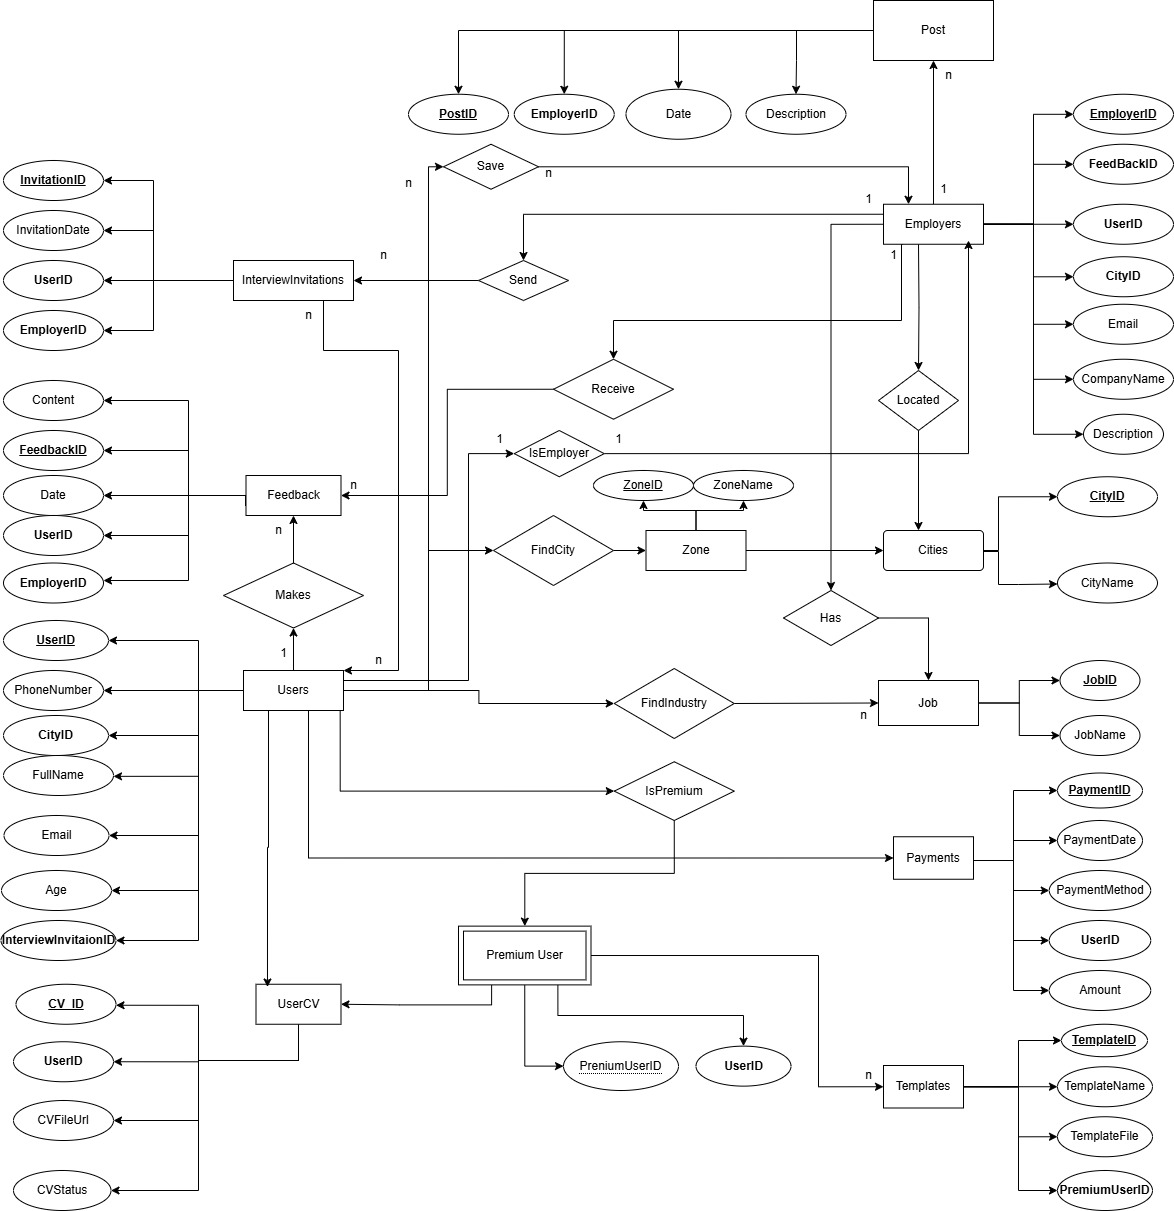 Post
n
PostID
EmployerID
Date
Description
EmployerID
Save
n
n
FeedBackID
InvitationID
1
1
InvitationDate
Employers
UserID
n
1
UserID
InterviewInvitations
Send
CityID
n
EmployerID
Email
Content
Receive
Located
CompanyName
FeedbackID
1
IsEmployer
1
Description
Date
Feedback
n
ZoneID
ZoneName
CityID
UserID
n
FindCity
Zone
Cities
EmployerID
Makes
CityName
Has
UserID
1
n
PhoneNumber
Users
FindIndustry
n
Job
JobID
CityID
JobName
FullName
IsPremium
PaymentID
Email
Payments
PaymentDate
Age
PaymentMethod
InterviewInvitaionID
Premium User
UserID
CV_ID
UserCV
Amount
UserID
PreniumUserID
UserID
TemplateID
n
Templates
TemplateName
CVFileUrl
TemplateFile
CVStatus
PremiumUserID